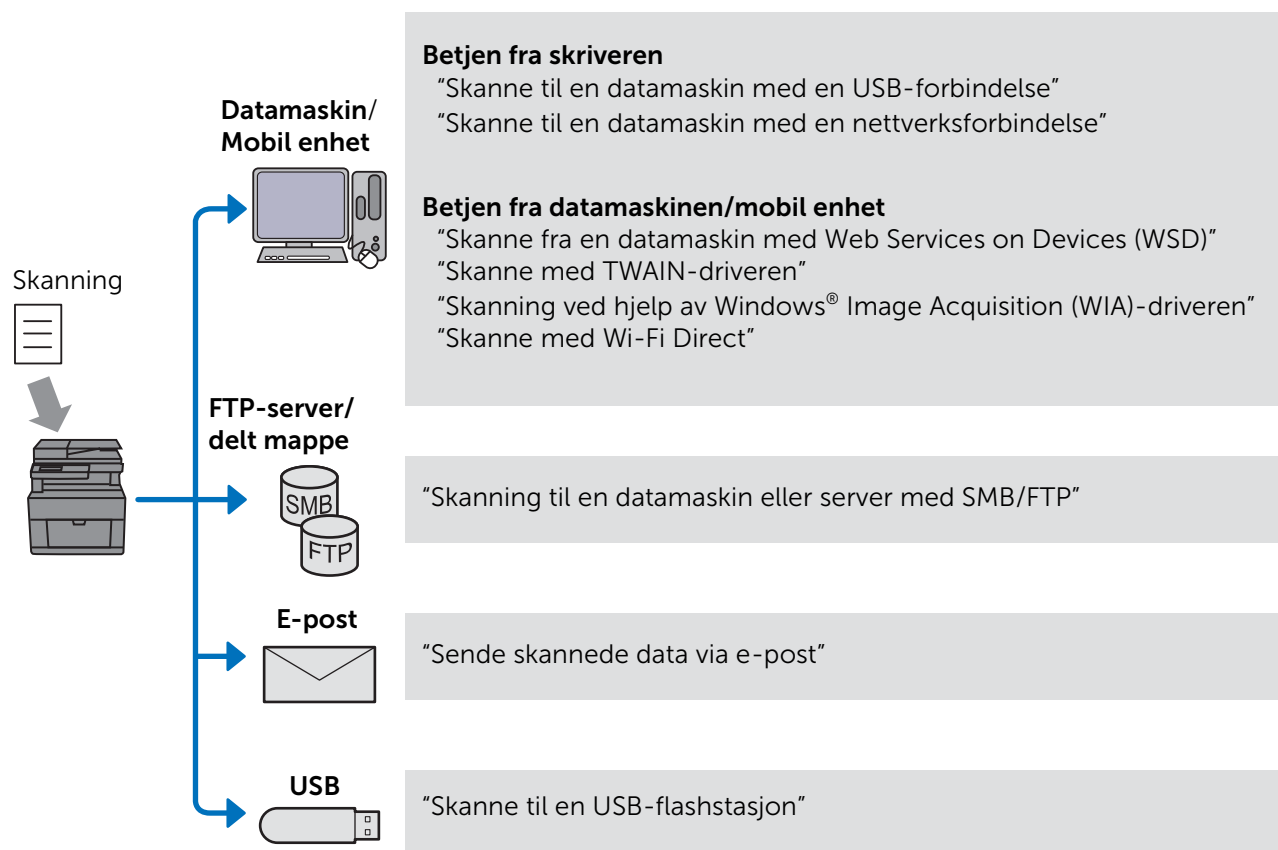 Skanning
Datamaskin/
Mobil enhet
Betjen fra skriveren
“Skanne til en datamaskin med en USB-forbindelse”
“Skanne til en datamaskin med en nettverksforbindelse”
Betjen fra datamaskinen/mobil enhet
“Skanne fra en datamaskin med Web Services on Devices (WSD)”
“Skanne med TWAIN-driveren”
“Skanning ved hjelp av Windows® Image Acquisition (WIA)-driveren”
“Skanne med Wi-Fi Direct”
FTP-server/
delt mappe
SMB
FTP
“Skanning til en datamaskin eller server med SMB/FTP”
E-post
“Sende skannede data via e-post”
USB
“Skanne til en USB-flashstasjon”